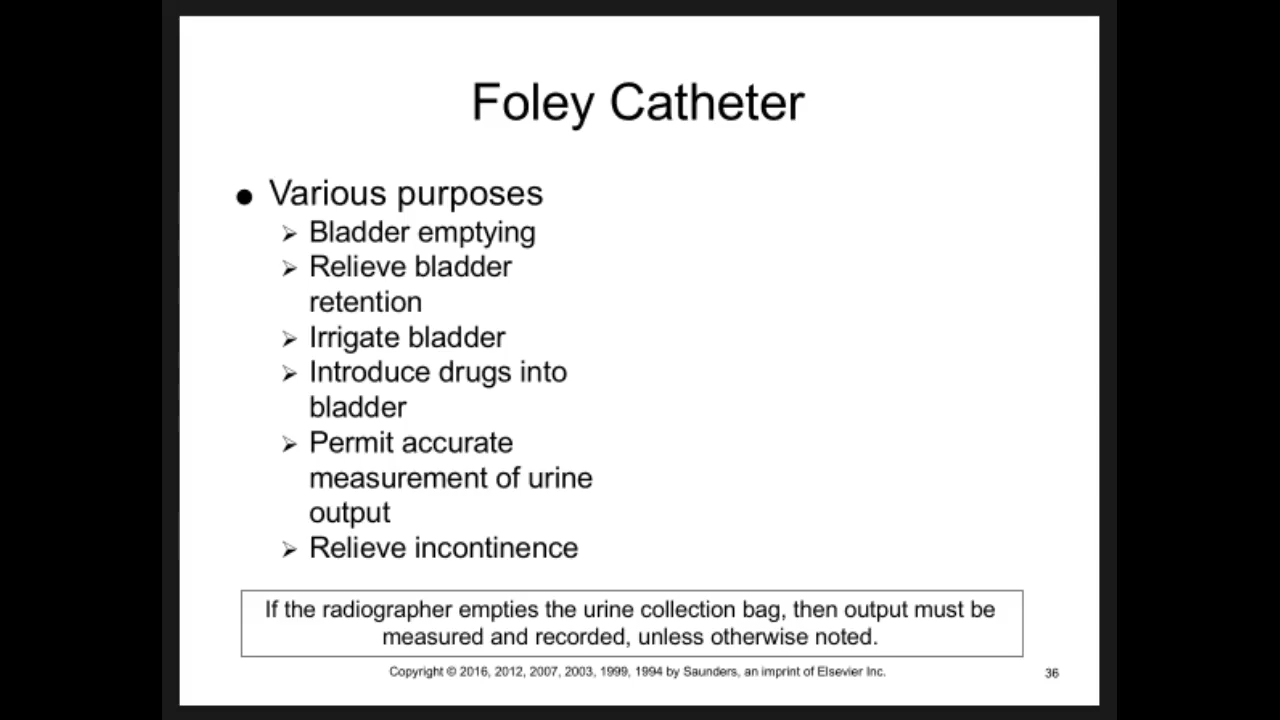 Foley Catheter
● Various purposes
➢ Bladder emptying
➢ Relieve bladder
retention
➢ Irrigate bladder
➢ Introduce drugs into
bladder
➢ Permit accurate
measurement of urine
output
➢ Relieve incontinence
If the radiographer empties the urine collection bag, then output must be
measured and recorded, unless otherwise noted.
Copyright © 2016, 2012, 2007, 2003, 1999, 1994 by Saunders, an imprint of Elsevier Inc.
36